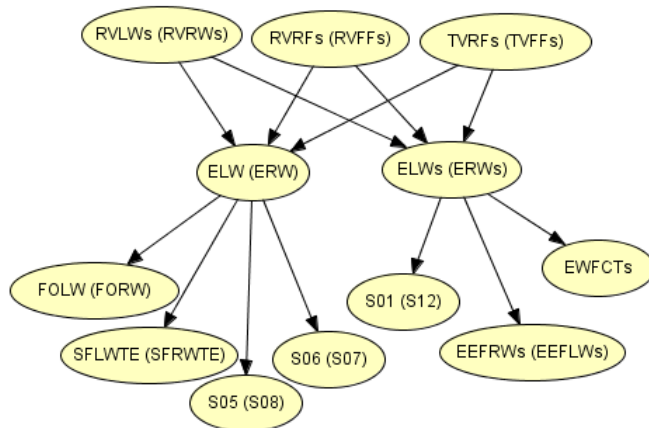 RVLWs (RVRWs)
RVRFs (RVFFs)
TVRFs (TVFFs)
ELW (ERW)
ELWs (ERWs)
FOLW (FORW)
SFLWTE (SFRWTE)
S05 (S08)
S06 (S07)
S01 (S12)
EEFRWs (EEFLWs)
EWFCTs